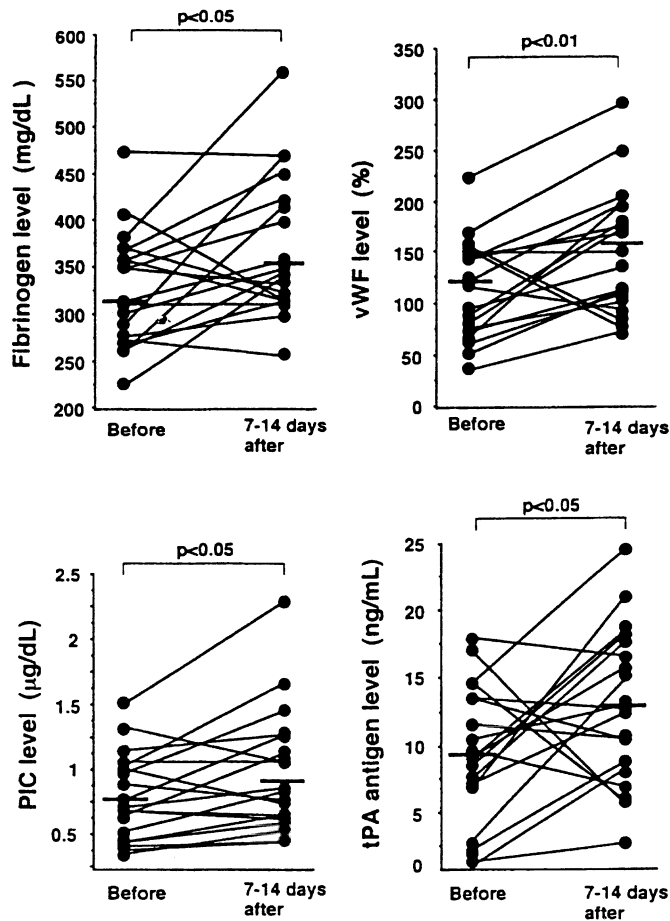 p<0.05
Fibrinogen level (mg/dL)
600
550
500
450
400
350
300
250
200
Before
7-14 days
after
p<0.01
vWF level (%)
350
300
250
200
150
100
50
0
Before
7-14 days
after
p<0.05
PIC level (μg/dL)
2.5
2
1.5
1
0.5
Before
7-14 days
after
p<0.05
tPA antigen level (ng/mL)
25
20
15
10
5
0
Before
7-14 days
after